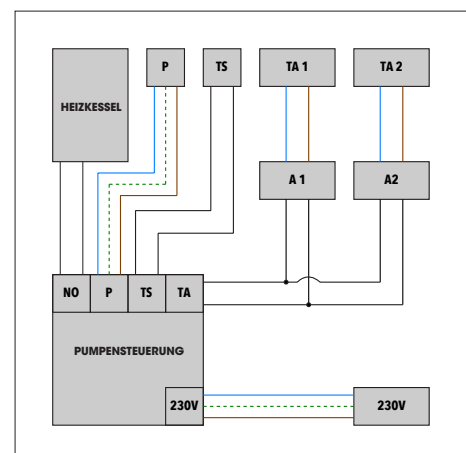 P
TS
TA 1
TA 2
HEIZKESSEL
A 1
A2
NO
P
TS
TA
PUMPENSTEUERUNG
230V
230V